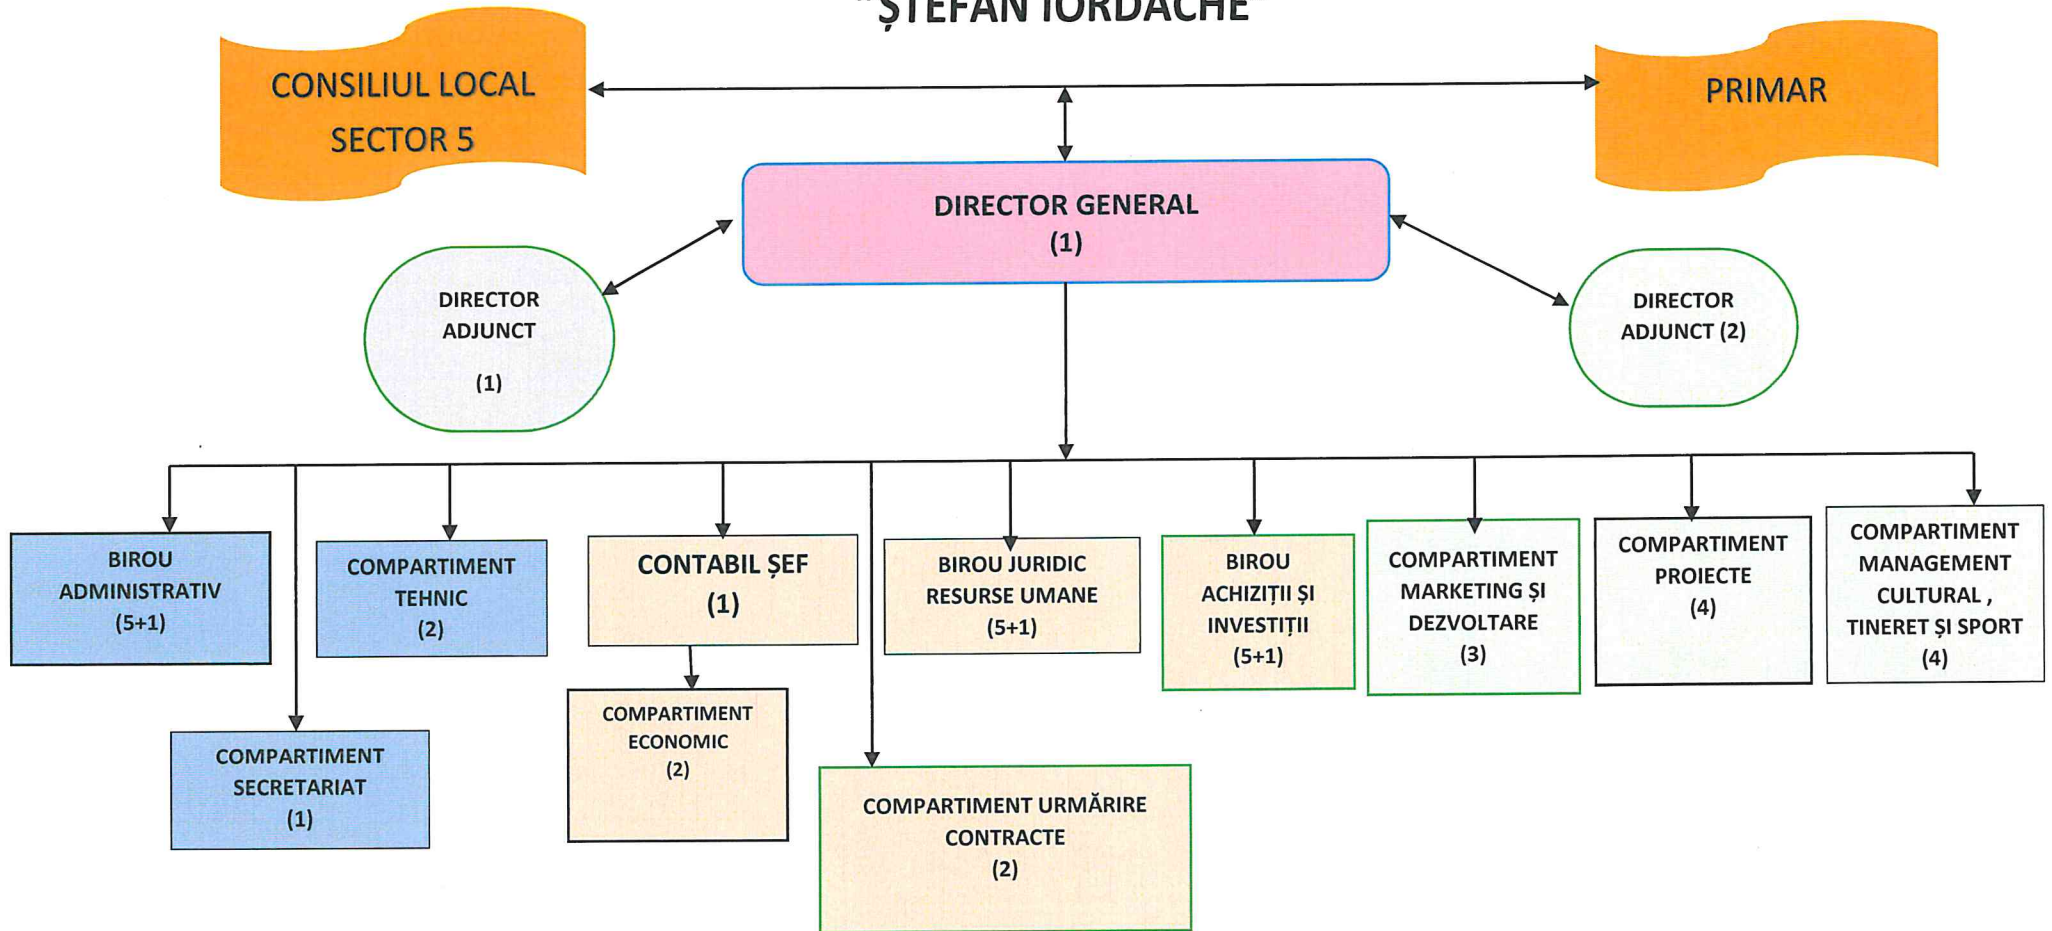 "ȘTEFAN IORDACHE"
CONSILIUL LOCAL
SECTOR 5
PRIMAR
DIRECTOR GENERAL
(1)
DIRECTOR
ADJUNCT
(1)
DIRECTOR
ADJUNCT (2)
BIROU
ADMINISTRATIV
(5+1)
COMPARTIMENT
TEHNIC
(2)
CONTABIL ȘEF
(1)
BIROU JURIDIC
RESURSE UMANE
(5+1)
BIROU
ACHIZIȚII ȘI
INVESTIȚII
(5+1)
COMPARTIMENT
MARKETING ȘI
DEZVOLTARE
(3)
COMPARTIMENT
PROIECTE
(4)
COMPARTIMENT
MANAGEMENT
CULTURAL ,
TINERET ȘI SPORT
(4)
COMPARTIMENT
SECRETARIAT
(1)
COMPARTIMENT
ECONOMIC
(2)
COMPARTIMENT URMĂRIRE
CONTRACTE
(2)